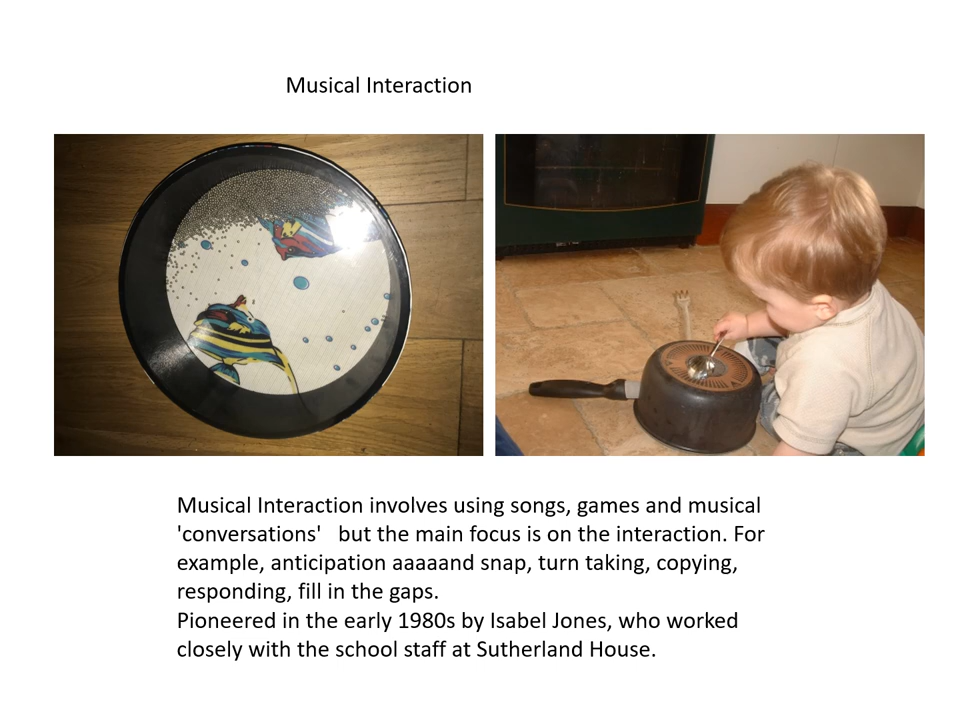 Musical Interaction
Musical Interaction involves using songs, games and musical
'conversations'   but the main focus is on the interaction. For
example, anticipation aaaaand snap, turn taking, copying,
responding, fill in the gaps.
Pioneered in the early 1980s by Isabel Jones, who worked
closely with the school staff at Sutherland House.